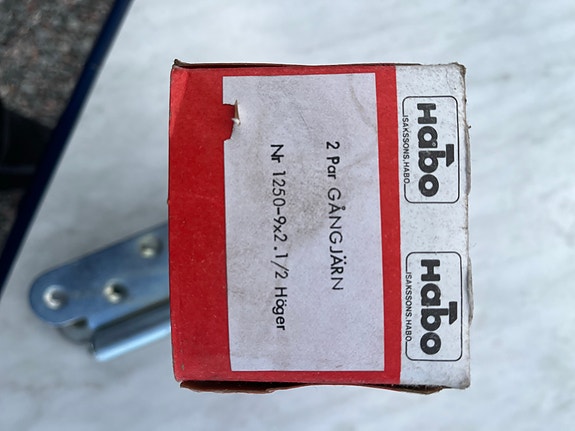 Habo
ISAKSSONS.HABO
Habo
ISAKSSONS.HABO
2 Par GÅNGJÄRN
Nr 1250-9x2.1/2 Höger